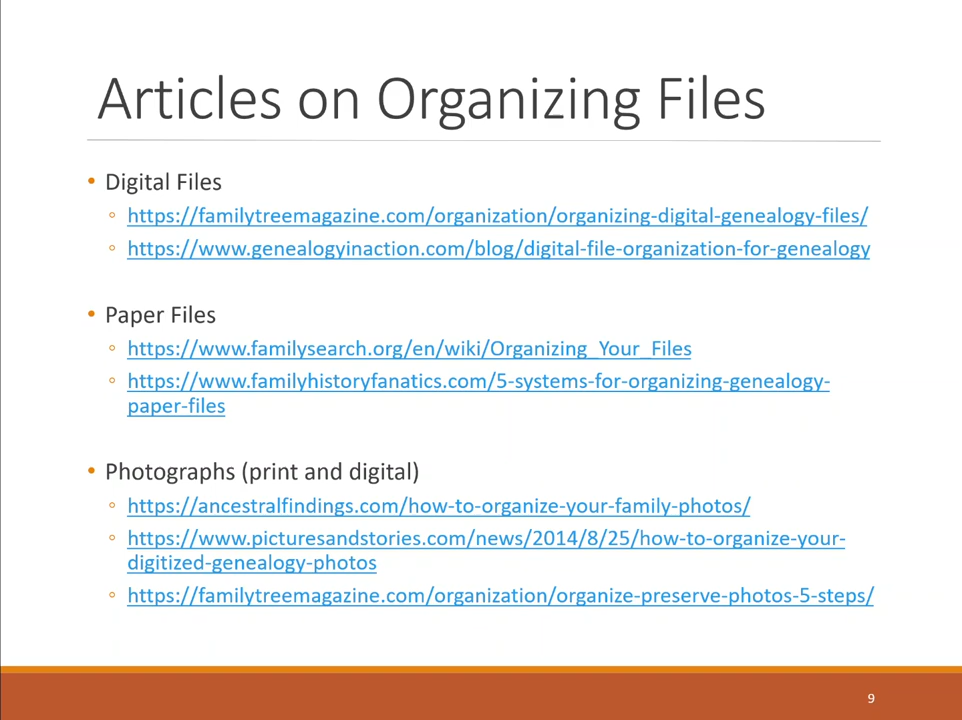 Articles on Organizing Files
• Digital Files
◦ https://familytreemagazine.com/organization/organizing-digital-genealogy-files/
◦ https://www.genealogyinaction.com/blog/digital-file-organization-for-genealogy
• Paper Files
◦ https://www.familysearch.org/en/wiki/Organizing_Your_Files
◦ https://www.familyhistoryfanatics.com/5-systems-for-organizing-genealogy-
paper-files
• Photographs (print and digital)
◦ https://ancestralfindings.com/how-to-organize-your-family-photos/
◦ https://www.picturesandstories.com/news/2014/8/25/how-to-organize-your-
digitized-genealogy-photos
◦ https://familytreemagazine.com/organization/organize-preserve-photos-5-steps/
9